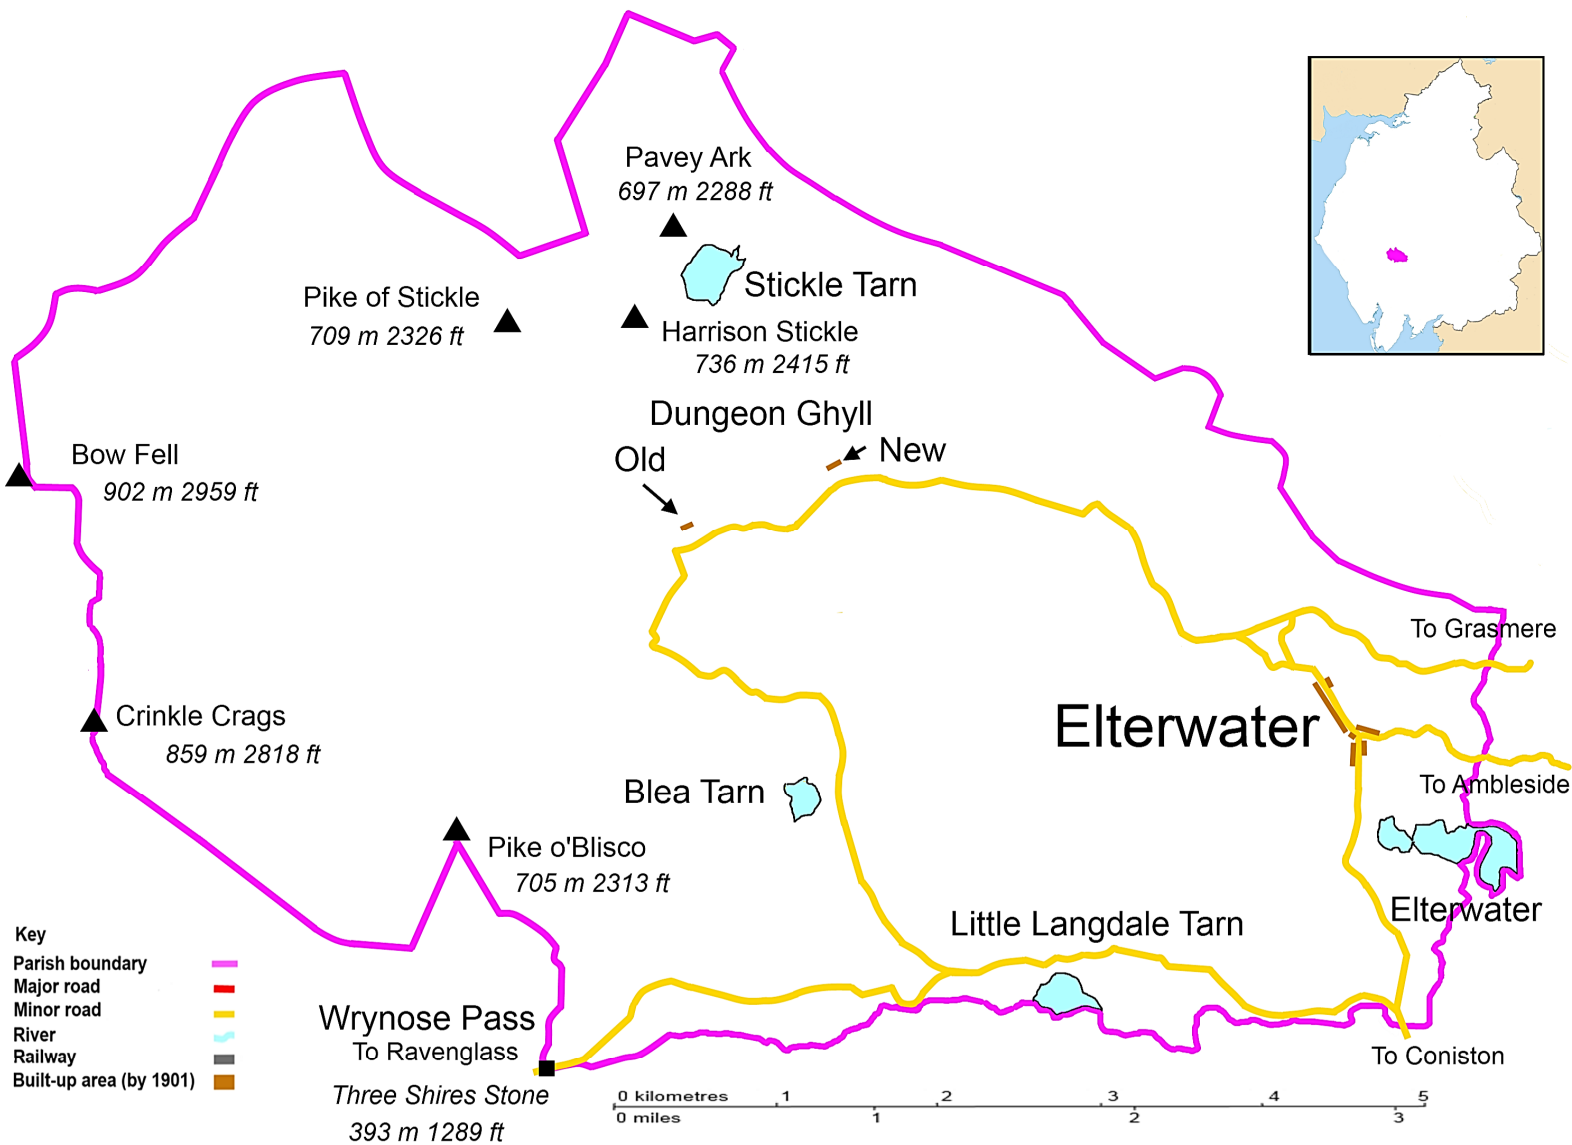 Pavey Ark
697 m 2288 ft
Stickle Tarn
Pike of Stickle
709 m 2326 ft
Harrison Stickle
736 m 2415 ft
Dungeon Ghyll
Old
New
Bow Fell
902 m 2959 ft
To Grasmere
Crinkle Crags
859 m 2818 ft
Elterwater
Blea Tarn
To Ambleside
Pike o'Blisco
705 m 2313 ft
Elterwater
Little Langdale Tarn
Key
Parish boundary
Major road
Minor road
River
Railway
Built-up area (by 1901)
Wrynose Pass
To Ravenglass
Three Shires Stone
393 m 1289 ft
To Coniston
0 kilometres 1 2 3 4 5
0 miles 1 2 3